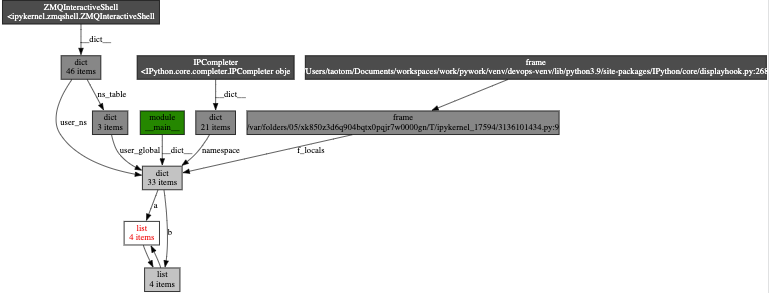 ZMQInteractiveShell
<ipykernel.zmqshell.ZMQInteractiveShell
__dict__
dict
46 items
IPCompleter
<IPython.core.completer.IPCompleter obje
frame
/Users/taotom/Documents/workspaces/work/pywork/venv/devops-venv/lib/python3.9/site-packages/IPython/core/displayhook.py:268
ns_table
__dict__
user_ns
dict
3 items
module
__main__
dict
21 items
frame
/var/folders/05/xk850z3d6q904bqtx0pqjr7w0000gn/T/ipykernel_17594/3136101434.py:9
user_global
__dict__
namespace
f_locals
dict
33 items
a
list
4 items
b
list
4 items